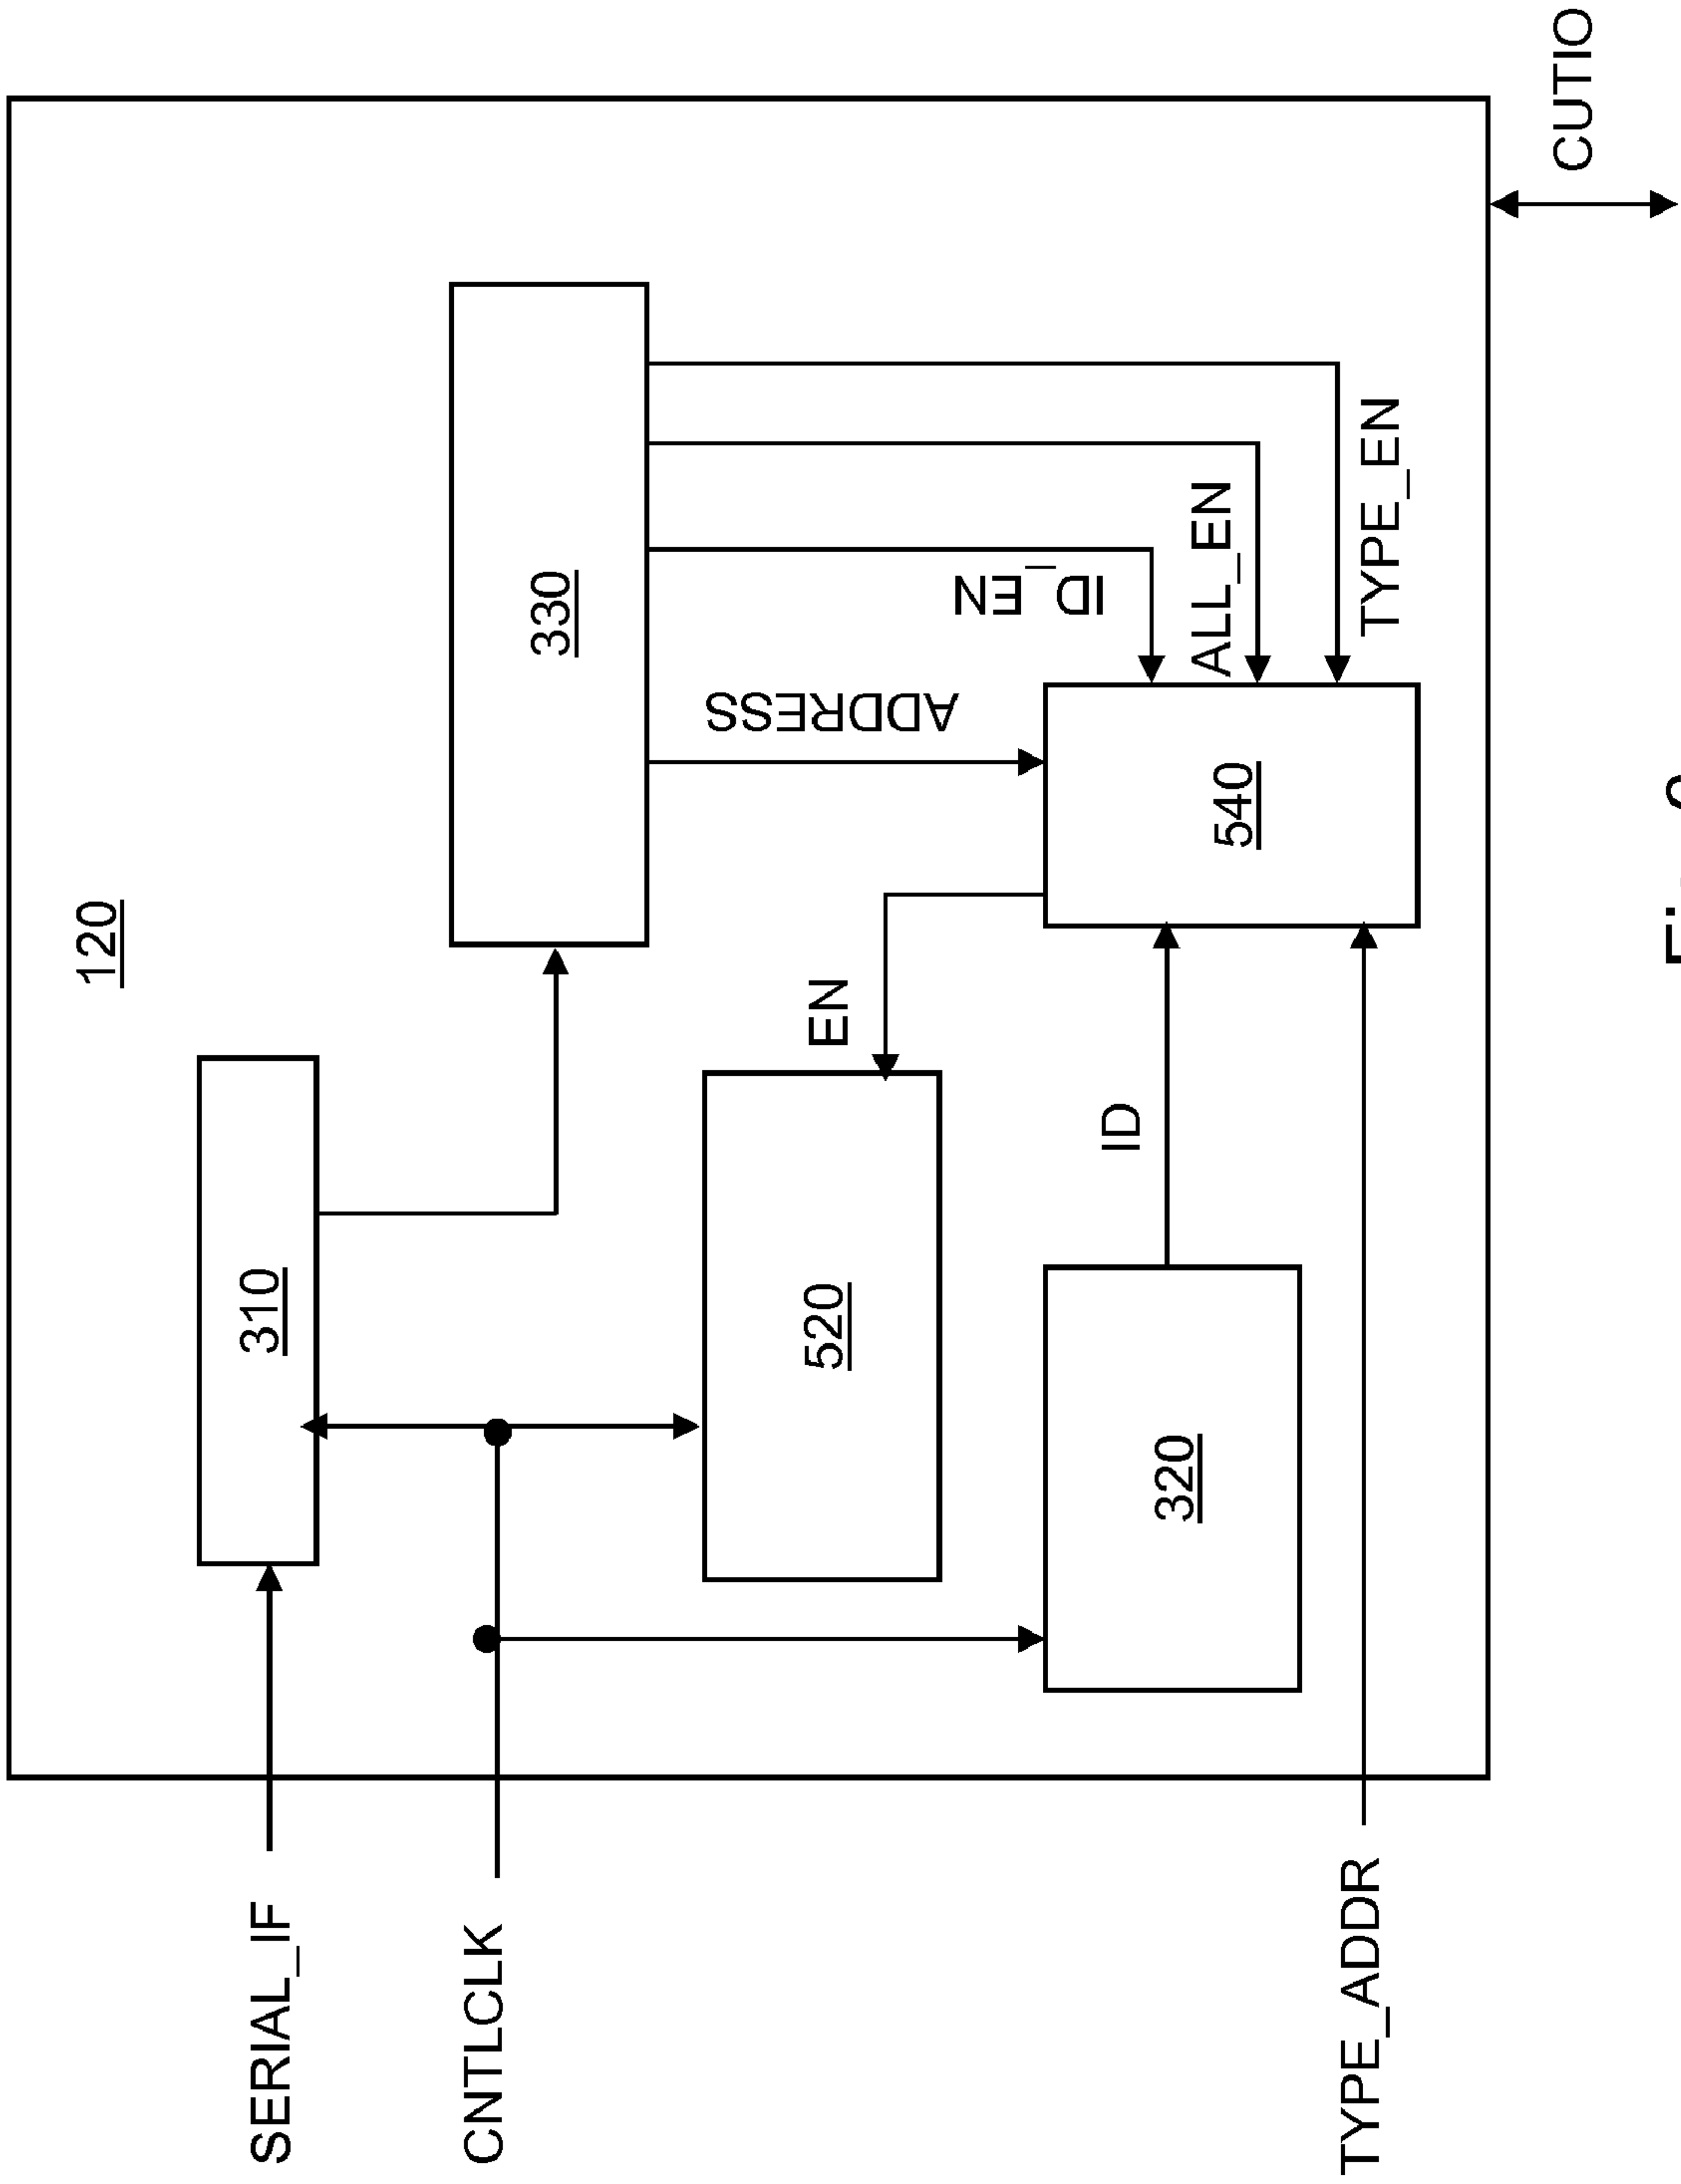 120
SERIAL_IF
310
CNTLCLK
330
520
EN
ADDRESS
ID_EN
ID
320
540
ALL_EN
TYPE_EN
TYPE_ADDR
CUTIO